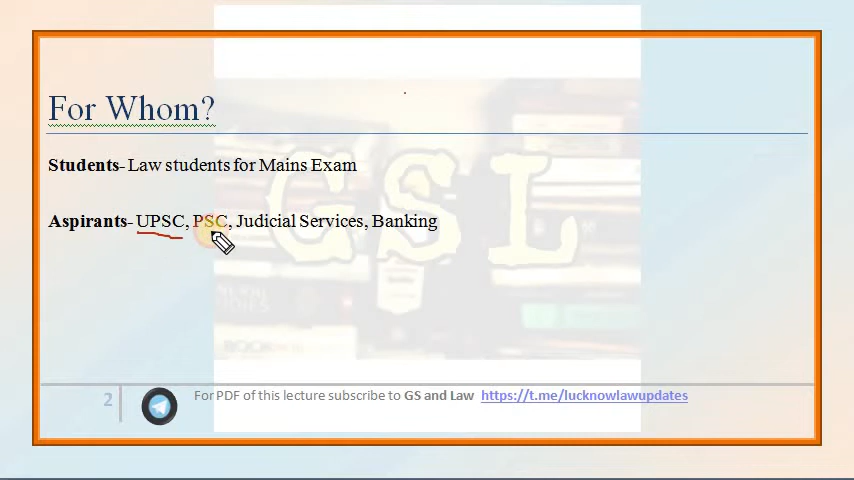 For Whom?
Students- Law students for Mains Exam
Aspirants- UPSC, PSC, Judicial Services, Banking
GSL
2
For PDF of this lecture subscribe to GS and Law https://t.me/lucknowlawupdates